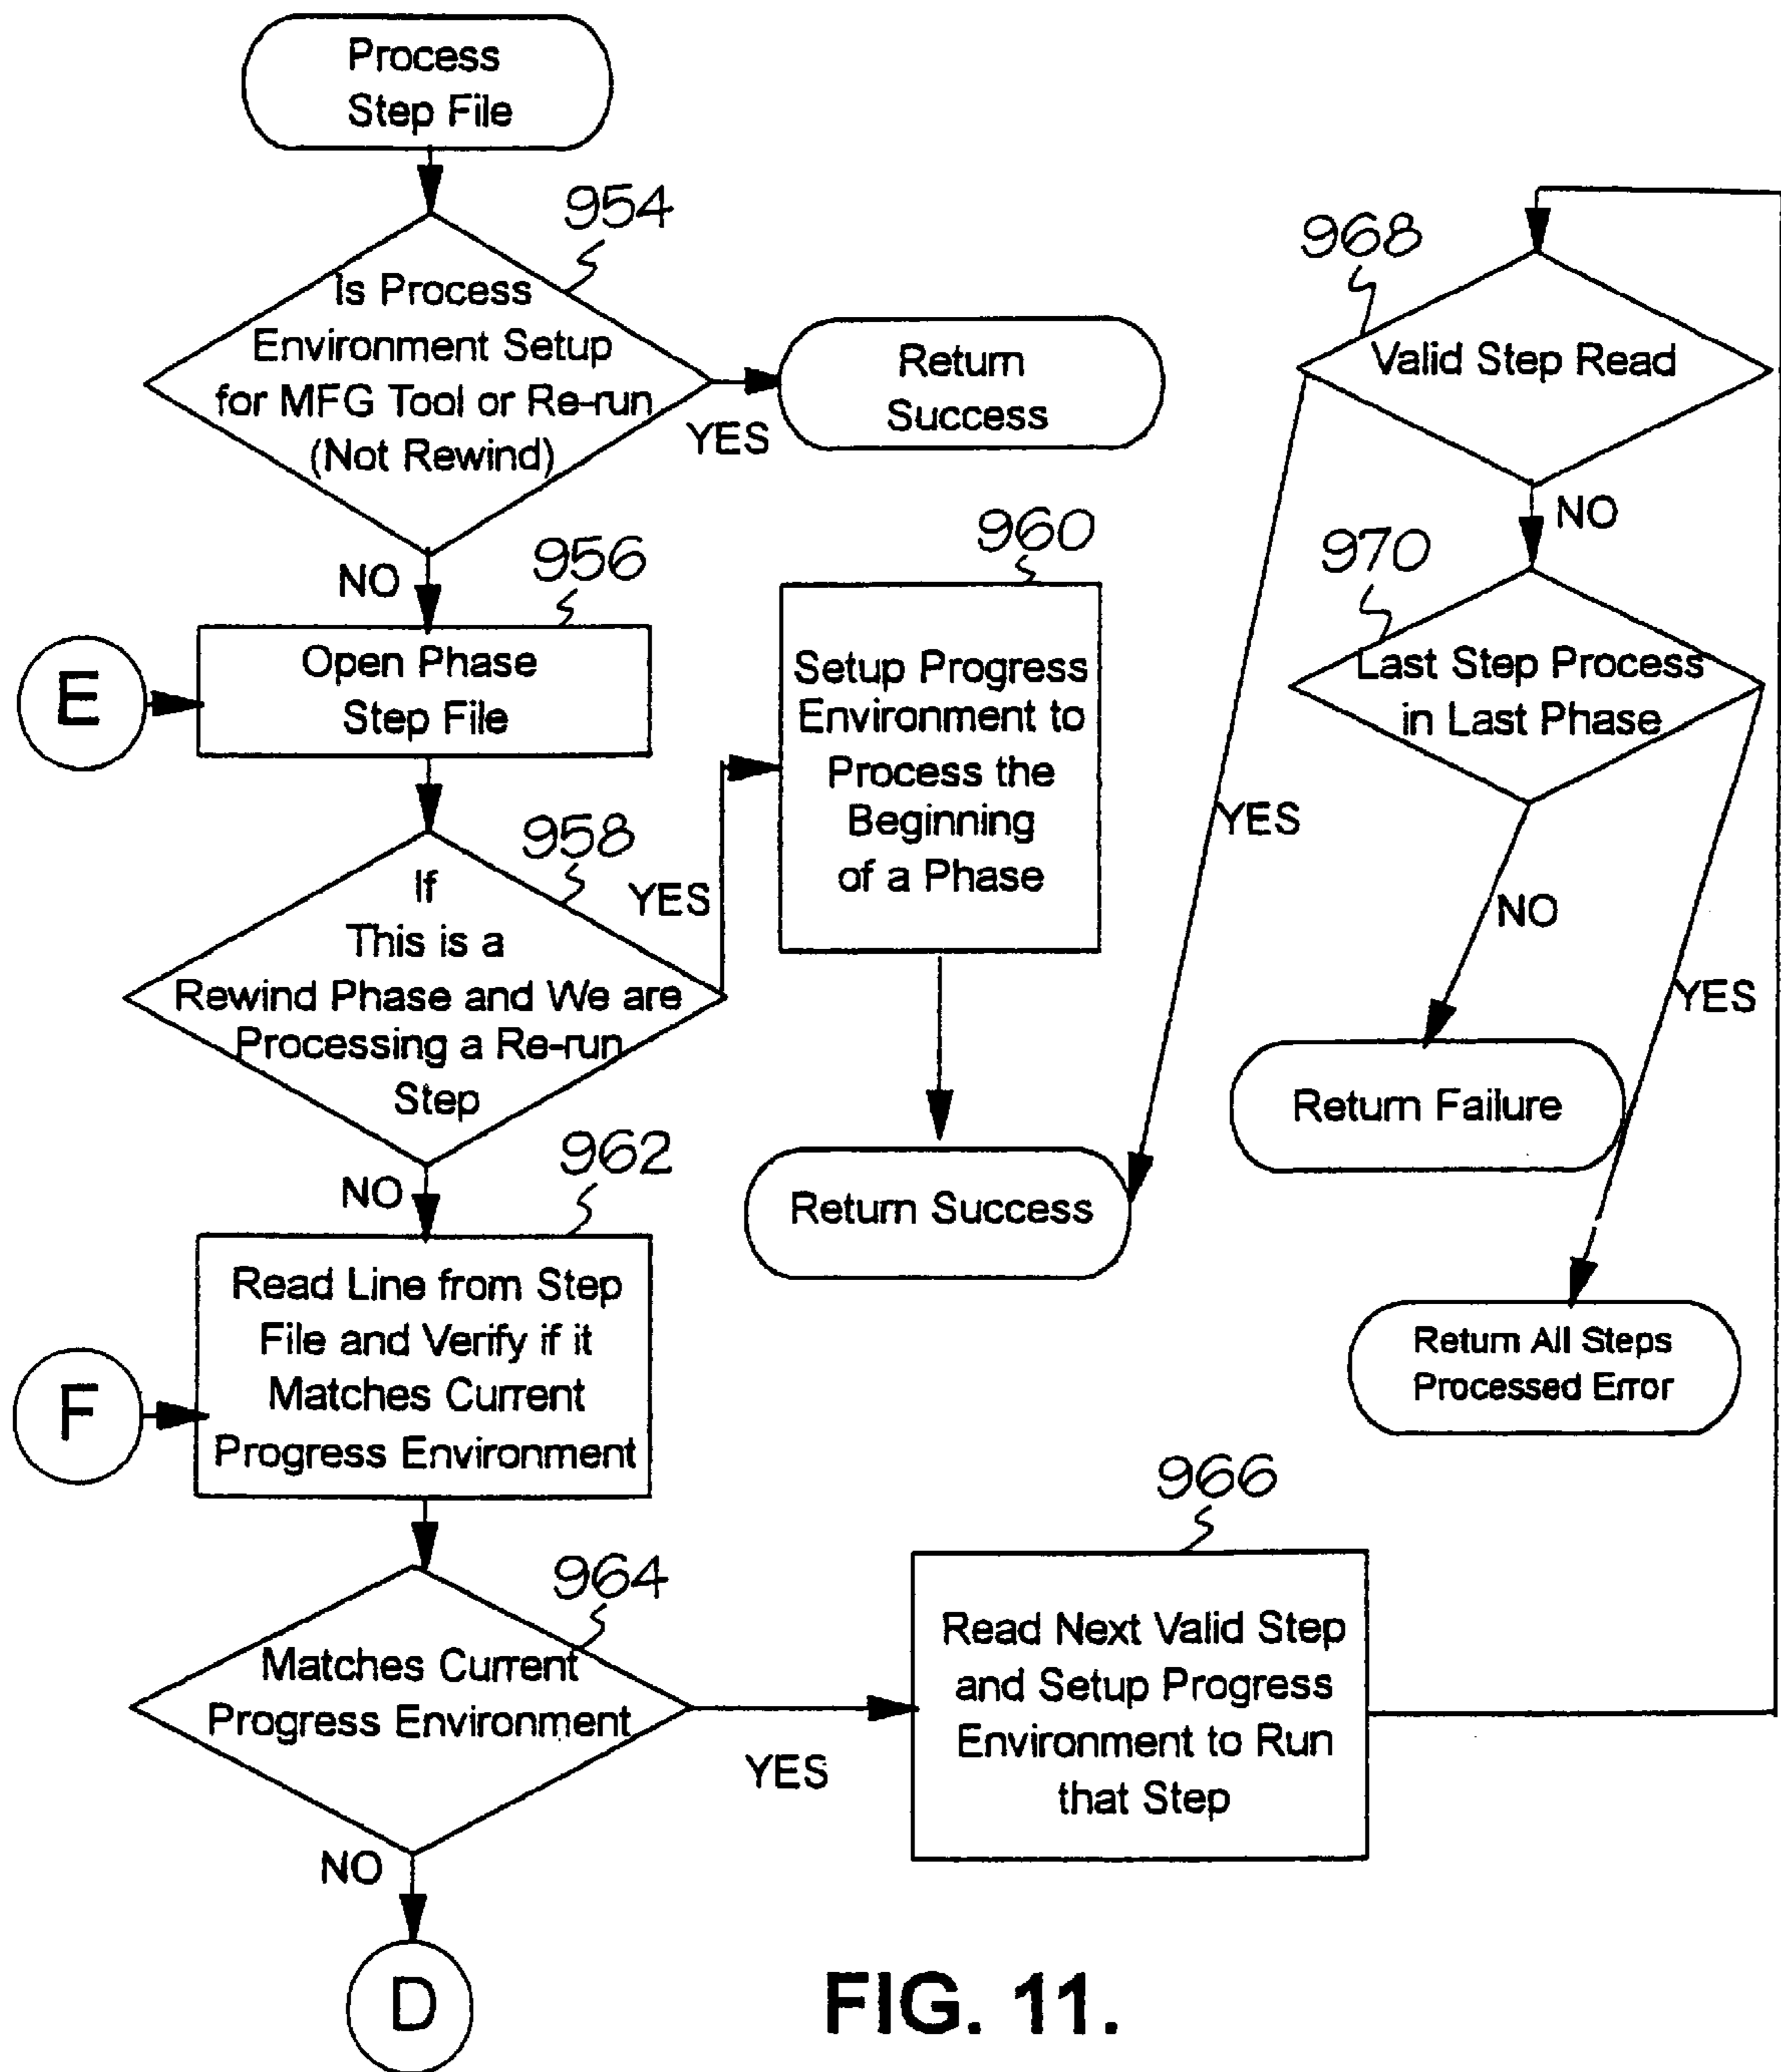 Process
Step File
954
Is Process
Environment Setup
for MFG Tool or Re-run
(Not Rewind)
YES
Return
Success
NO
956
E
Open Phase
Step File
958
If
This is a
Rewind Phase and We are
Processing a Re-run
Step
YES
960
Setup Progress
Environment to
Process the
Beginning
of a Phase
Return Success
NO
962
F
Read Line from Step
File and Verify if it
Matches Current
Progress Environment
964
Matches Current
Progress Environment
NO
D
YES
966
Read Next Valid Step
and Setup Progress
Environment to Run
that Step
968
Valid Step Read
YES
NO
970
Last Step Process
in Last Phase
NO
Return Failure
YES
Return All Steps
Processed Error
FIG. 11.